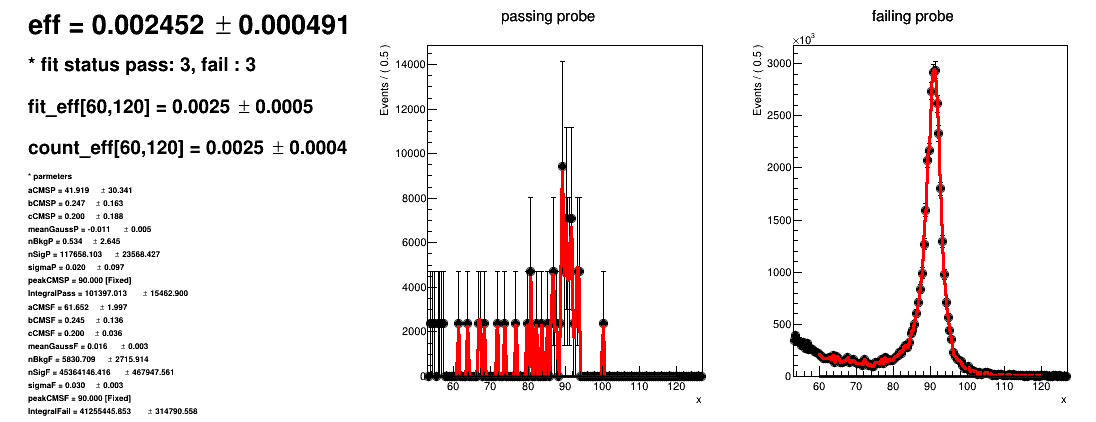 eff = 0.002452 ± 0.000491
* fit status pass: 3, fail : 3
fit_eff[60,120] = 0.0025 ± 0.0005
count_eff[60,120] = 0.0025 ± 0.0004
* parmeters
aCMSP = 41.919 ± 30.341
bCMSP = 0.247 ± 0.163
cCMSP = 0.200 ± 0.188
meanGaussP = -0.011 ± 0.005
nBkgP = 0.534 ± 2.645
nSigP = 117658.103 ± 23568.427
sigmaP = 0.020 ± 0.097
peakCMSP = 90.000 [Fixed]
IntegralPass = 101397.013 ± 15462.900
aCMSF = 61.652 ± 1.997
bCMSF = 0.245 ± 0.136
cCMSF = 0.200 ± 0.036
meanGaussF = 0.016 ± 0.003
nBkgF = 5830.709 ± 2715.914
nSigF = 45364146.416 ± 467947.561
sigmaF = 0.030 ± 0.003
peakCMSF = 90.000 [Fixed]
IntegralFail = 41255445.853 ± 314790.558
passing probe
Events / ( 0.5 )
14000
12000
10000
8000
6000
4000
2000
0
60 70 80 90 100 110 120
x
failing probe
×10³
Events / ( 0.5 )
3000
2500
2000
1500
1000
500
0
60 70 80 90 100 110 120
x